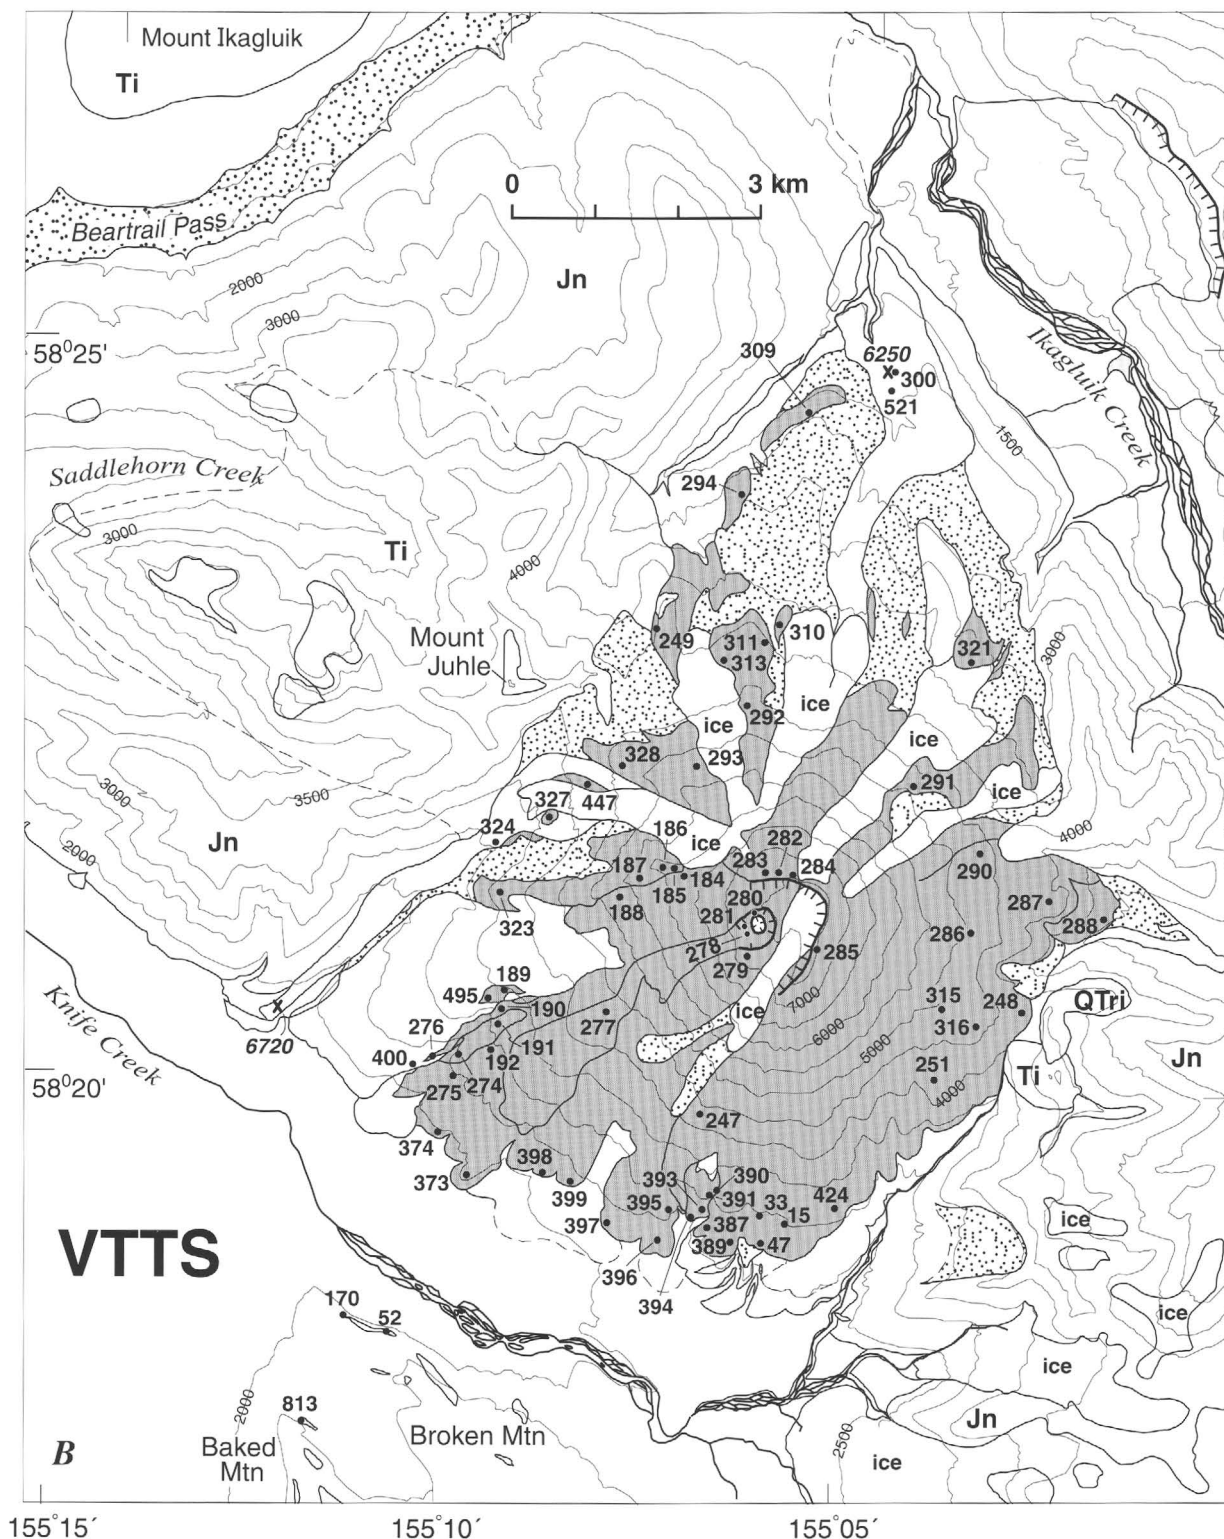 Mount Ikagluik
Ti
0
3 km
Beartrail Pass
Jn
2000
3000
58⁰25'
309
6250
x
300
521
Ikagluik Creek
1500
Saddlehorn Creek
294
3000
Ti
4000
Mount
Juhle
249
311
310
313
321
3000
ice
ice
292
ice
328
293
291
ice
3000
3500
447
327
324
186
ice
282
4000
Jn
2000
187
283
284
290
185
184
188
280
287
281
288
323
278
286
285
279
189
7000
315
248
QTri
495
190
ice
316
Knife Creek
x
276
277
6000
6720
191
5000
Jn
400
192
251
58⁰20'
275
274
4000
Ti
247
374
398
393
390
373
399
395
391
33
424
397
387
15
389
47
VTTS
396
394
ice
170
52
ice
ice
2000
813
Jn
Broken Mtn
2500
B
Baked
Mtn
ice
155˚15'
155˚10'
155˚05'